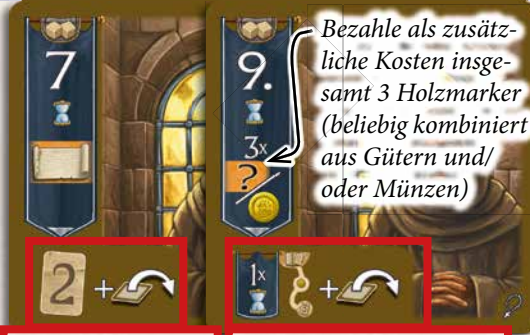 7
9.
3x
?
Bezahle als zusätz-
liche Kosten insge-
samt 3 Holzmarker
(beliebig kombiniert
aus Gütern und/
oder Münzen)
2 +
1x +